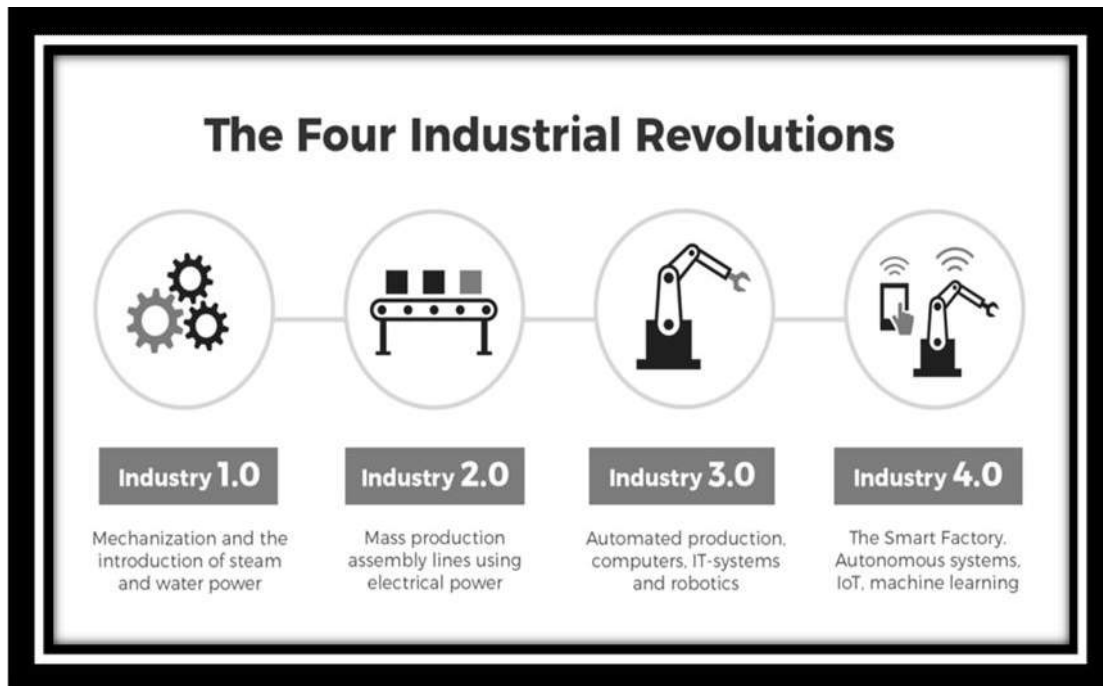 The Four Industrial Revolutions
Industry 1.0
Mechanization and the
introduction of steam
and water power
Industry 2.0
Mass production
assembly lines using
electrical power
Industry 3.0
Automated production,
computers, IT-systems
and robotics
Industry 4.0
The Smart Factory.
Autonomous systems,
IoT, machine learning